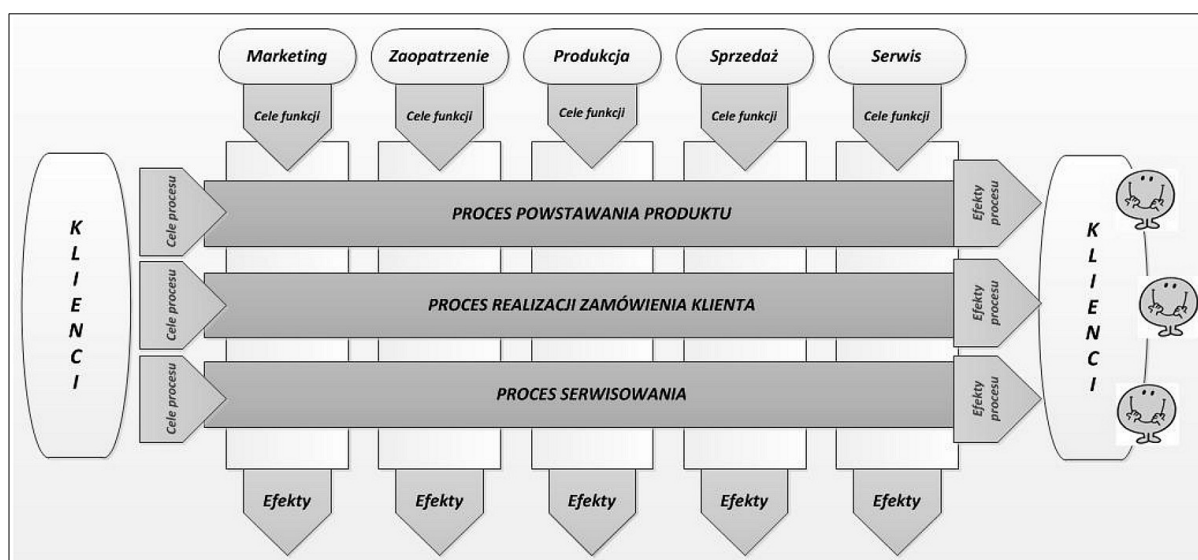 Marketing
Zaopatrzenie
Produkcja
Sprzedaż
Serwis
Cele funkcji
Cele funkcji
Cele funkcji
Cele funkcji
Cele funkcji
KLIENCI
Cele procesu
PROCES POWSTAWANIA PRODUKTU
Efekty
procesu
Cele procesu
PROCES REALIZACJI ZAMÓWIENIA KLIENTA
Efekty
procesu
Cele procesu
PROCES SERWISOWANIA
Efekty
procesu
KLIENCI
Efekty
Efekty
Efekty
Efekty
Efekty